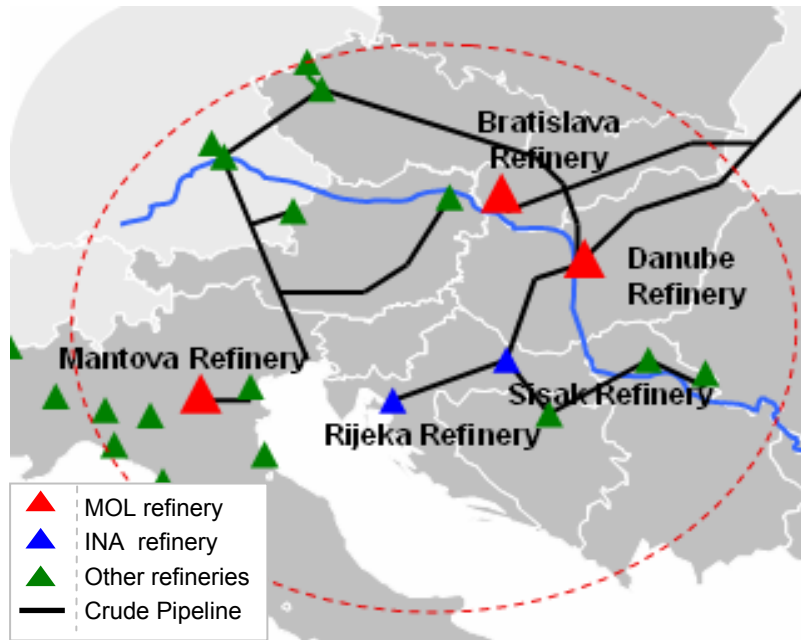 Bratislava
Refinery
Danube
Refinery
Mantova Refinery
Sisak Refinery
Rijeka Refinery
MOL refinery
INA refinery
Other refineries
Crude Pipeline